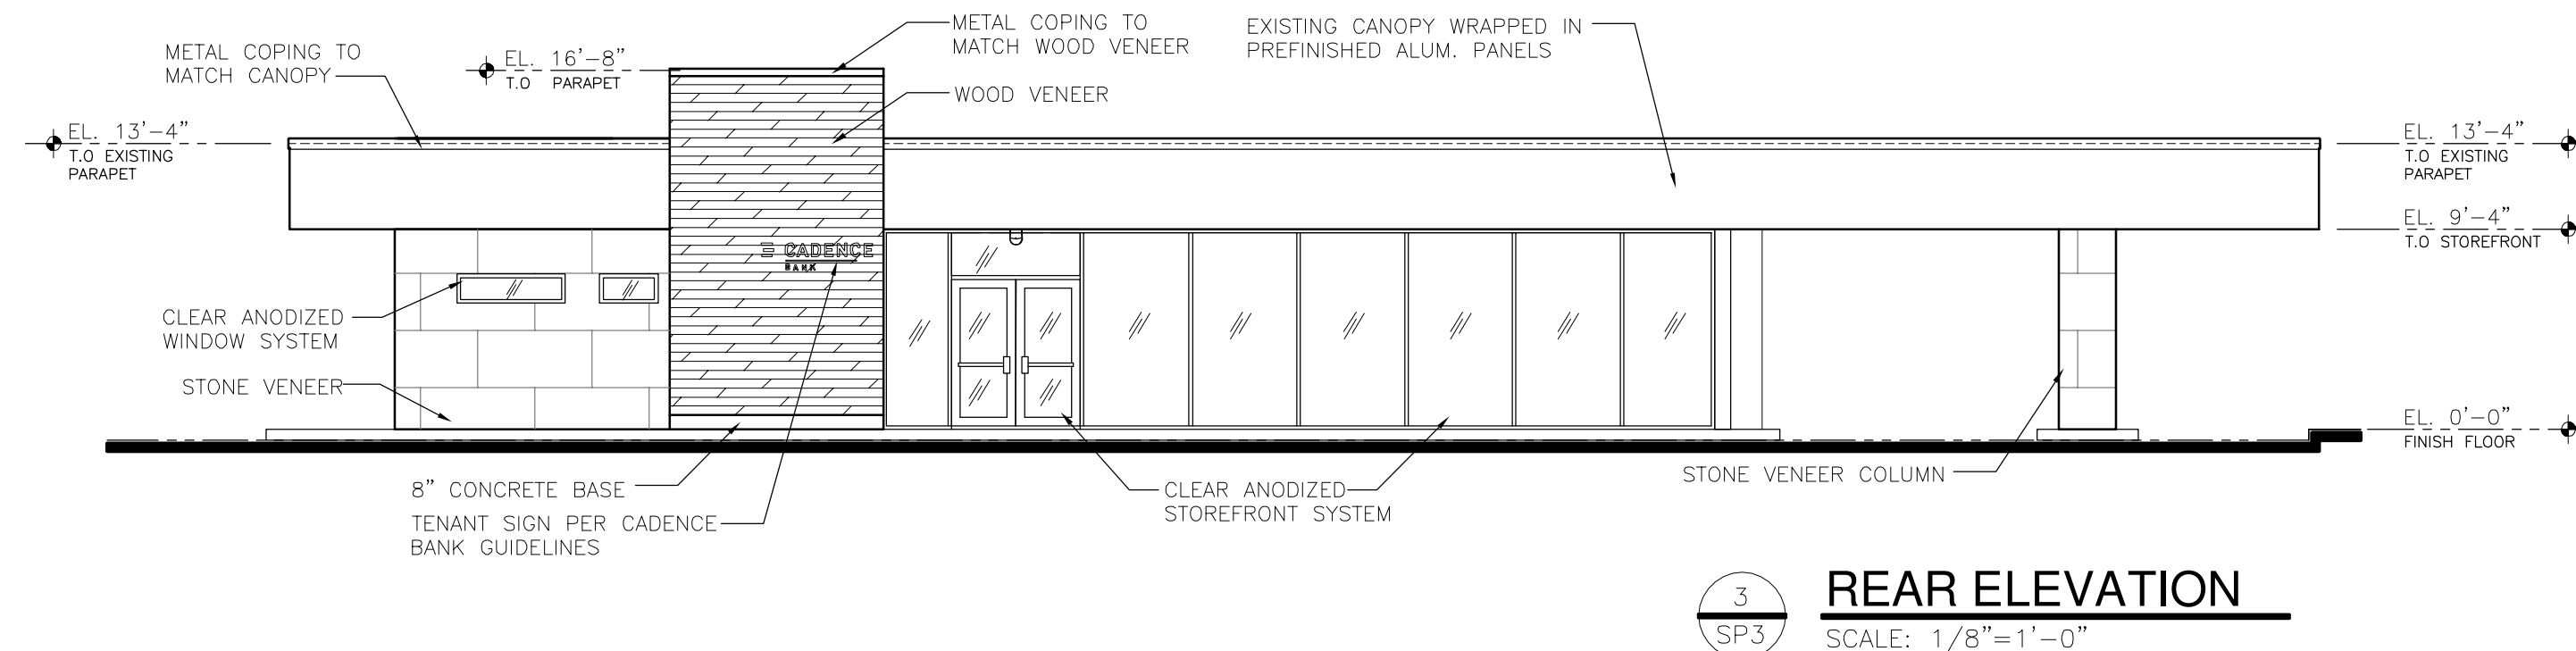 METAL COPING TO
MATCH CANOPY
EL. 16'-8"
T.O PARAPET
METAL COPING TO
MATCH WOOD VENEER
WOOD VENEER
EXISTING CANOPY WRAPPED IN
PREFINISHED ALUM. PANELS
EL. 13'-4"
T.O EXISTING
PARAPET
EL. 13'-4"
T.O EXISTING
PARAPET
EL. 9'-4"
T.O STOREFRONT
CADENCE
BANK
CLEAR ANODIZED
WINDOW SYSTEM
STONE VENEER
EL. 0'-0"
FINISH FLOOR
8" CONCRETE BASE
TENANT SIGN PER CADENCE
BANK GUIDELINES
CLEAR ANODIZED
STOREFRONT SYSTEM
STONE VENEER COLUMN
3
SP3
REAR ELEVATION
SCALE: 1/8"=1'-0"